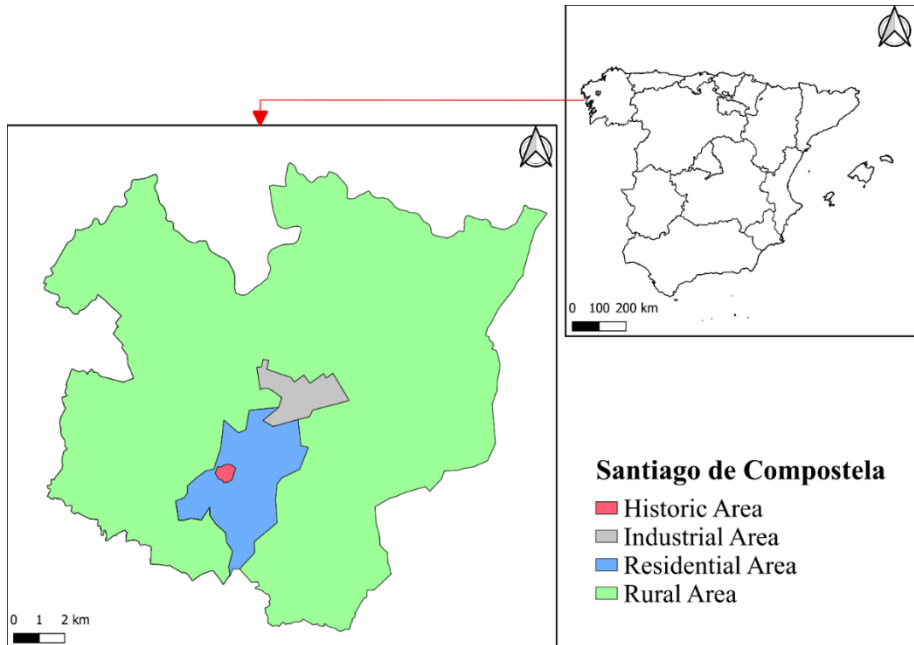 0 100 200 km
Santiago de Compostela
Historic Area
Industrial Area
Residential Area
Rural Area
0 1 2 km